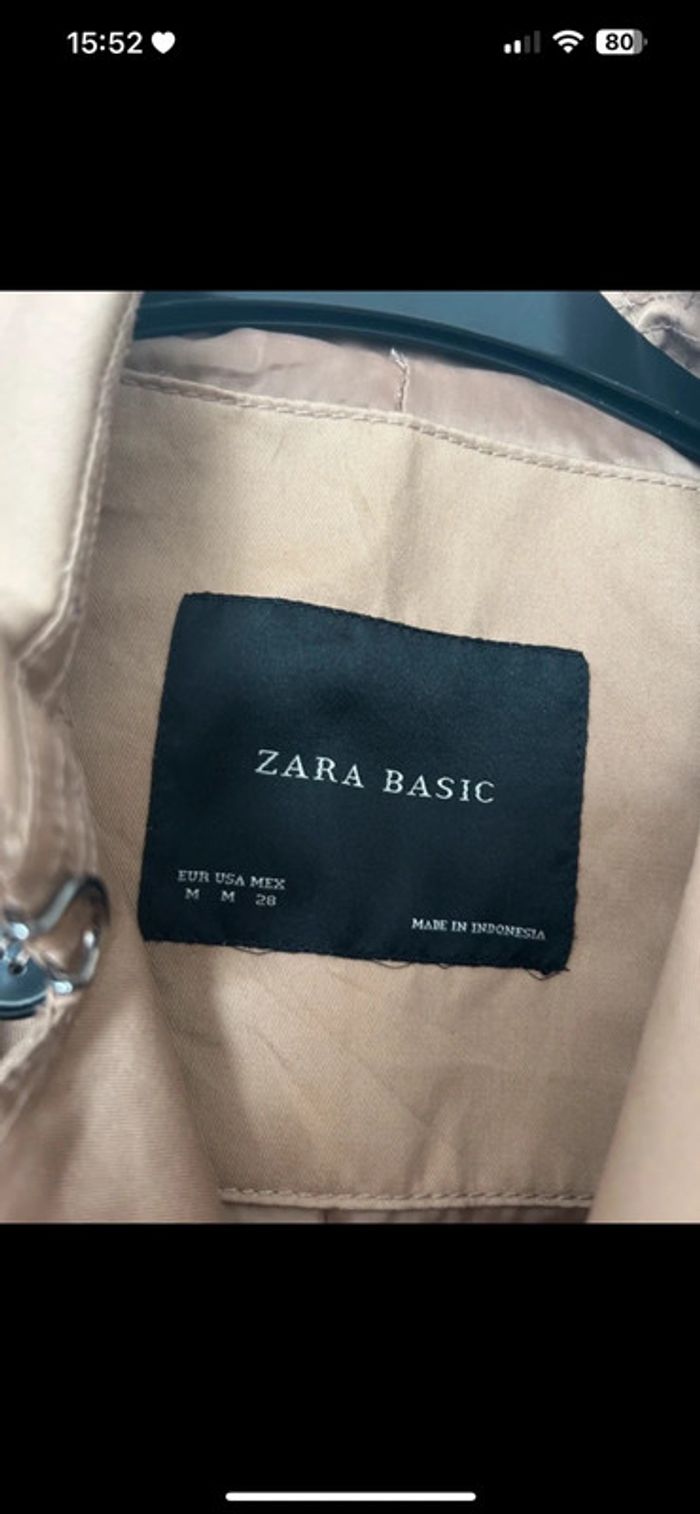 15:52
80
ZARA BASIC
EUR USA MEX
M M 28
MADE IN INDONESIA